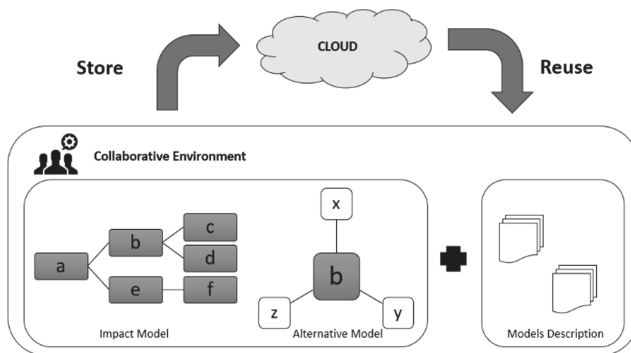 CLOUD
Store
Reuse
Collaborative Environment
x
c
b
d
a
b
e
f
z
y
Impact Model
Alternative Model
Models Description